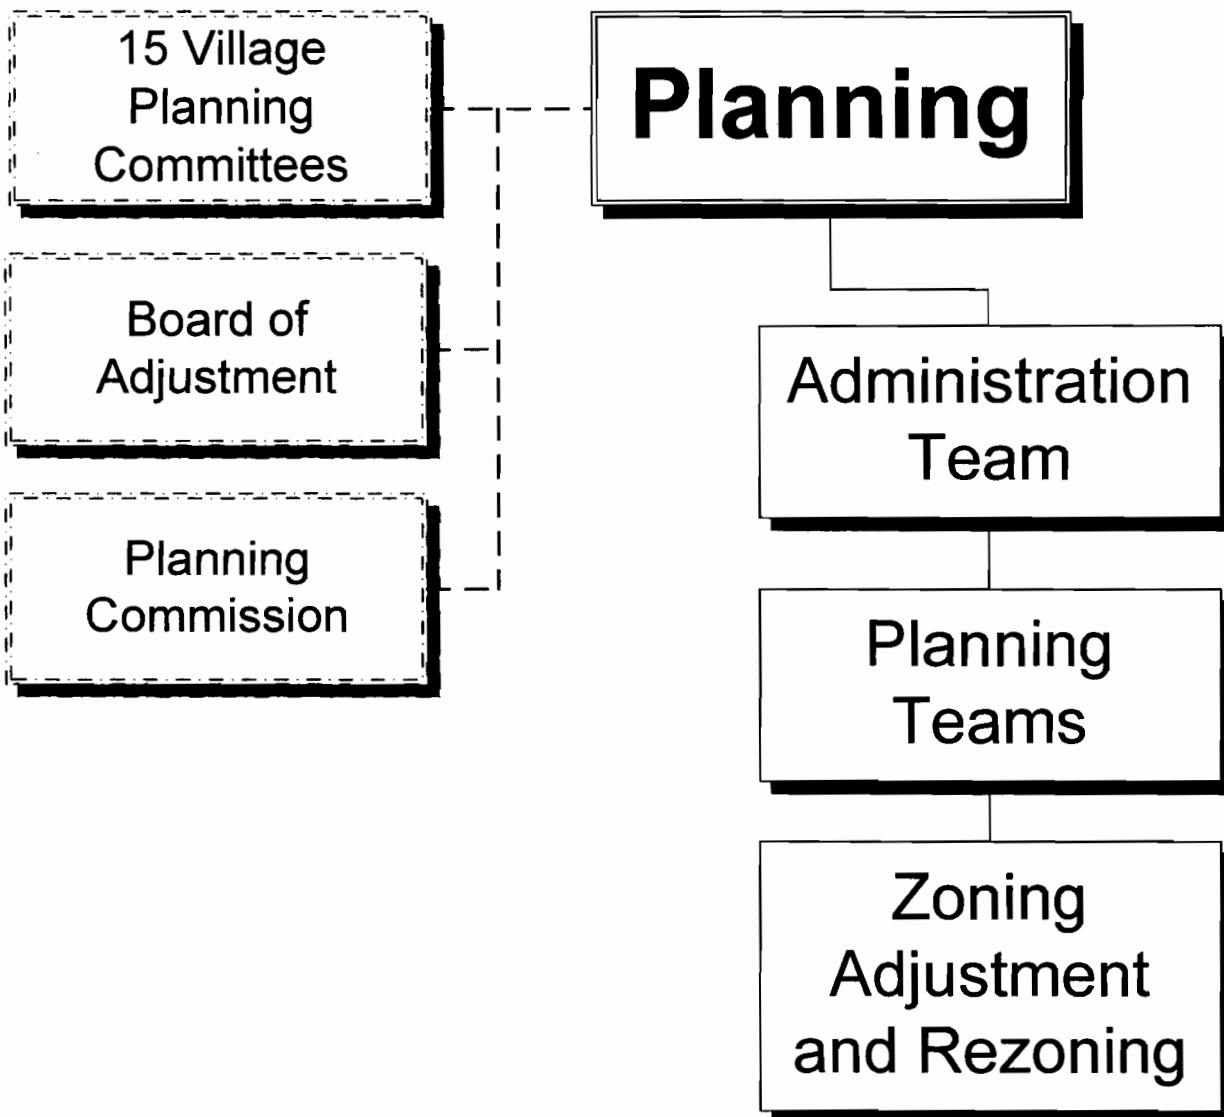 15 Village
Planning
Committees
Planning
Board of
Adjustment
Administration
Team
Planning
Commission
Planning
Teams
Zoning
Adjustment
and Rezoning